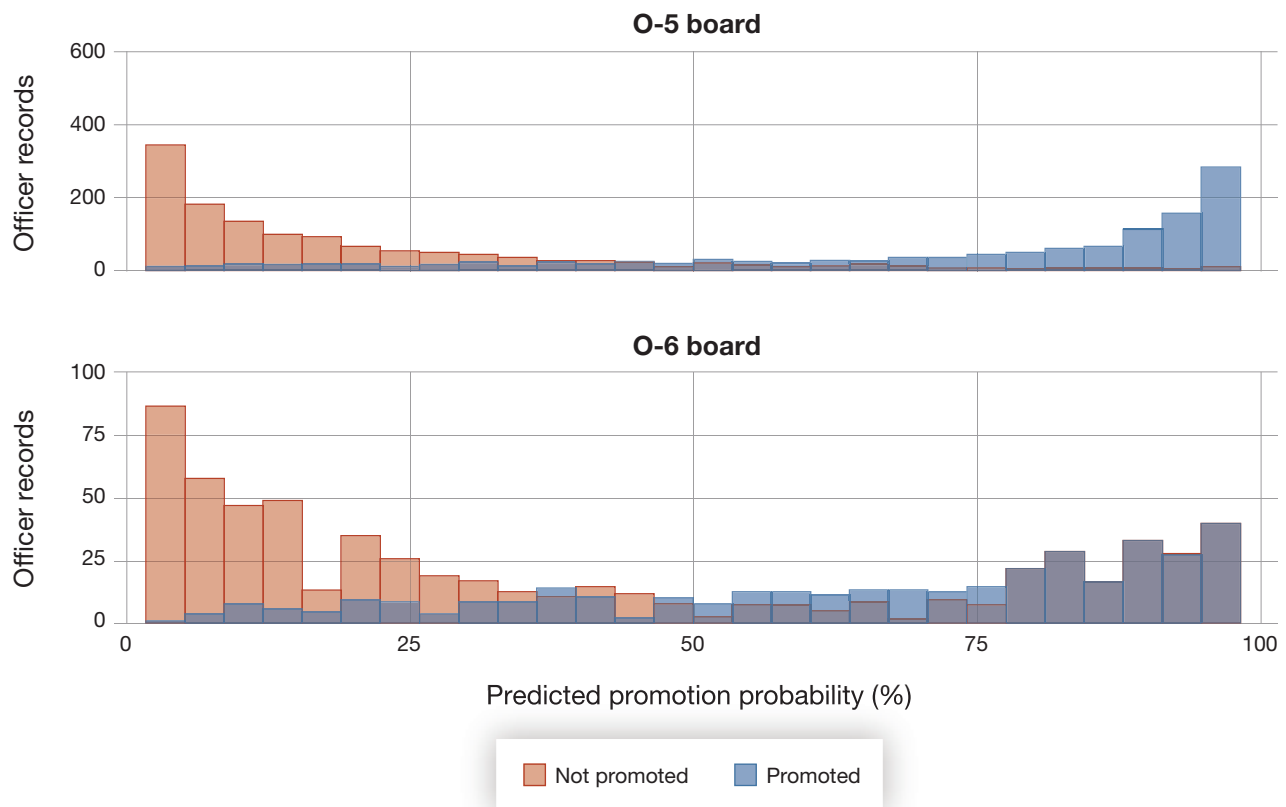 O-5 board
600
400
200
0
Officer records
O-6 board
100
75
50
25
0
Officer records
0 25 50 75 100
Predicted promotion probability (%)
Not promoted Promoted